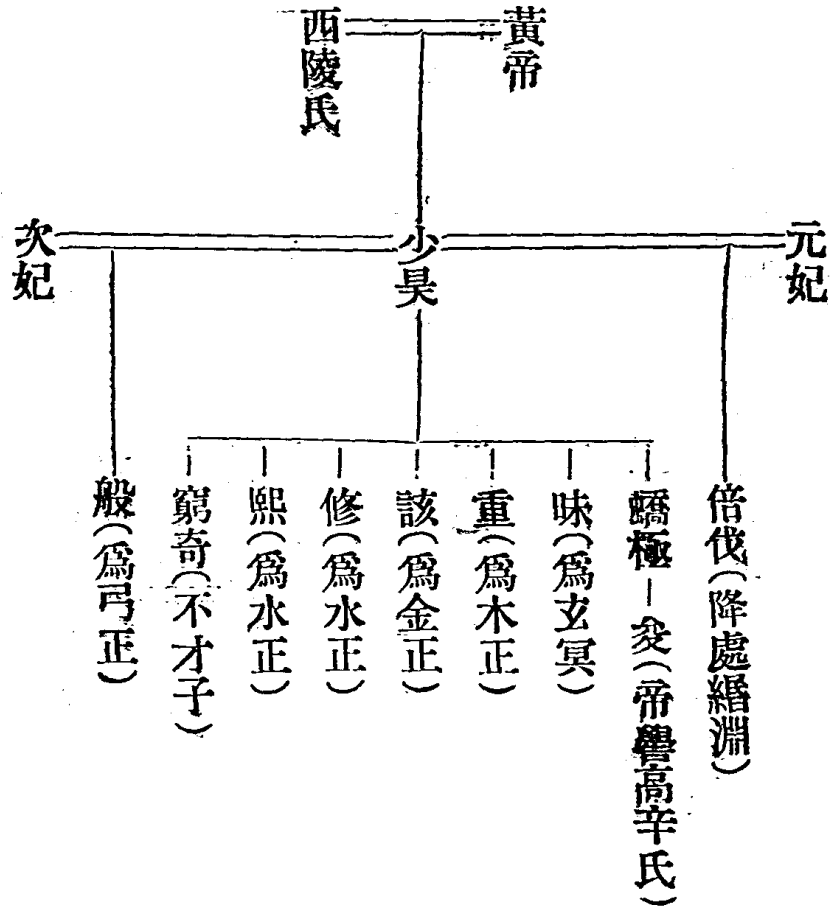 黃帝
西陵氏
元妃
少昊
次妃
倍伐(降處緡淵)
蟜極—夋(帝嚳高辛氏)
昧(爲玄冥)
重(爲木正)
該(爲金正)
修(爲水正)
熙(爲水正)
窮奇(不才子)
般(爲弓正)